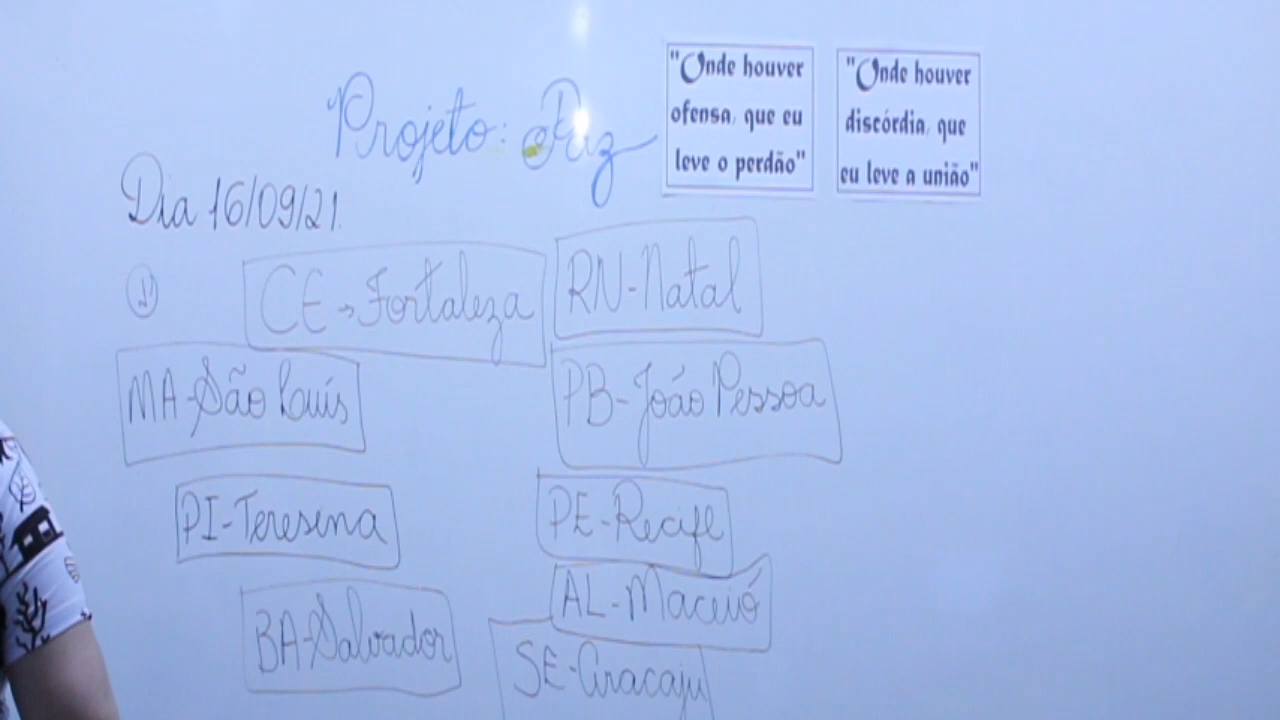 Projeto: Paz
"Onde houver
ofensa, que eu
leve o perdão"
"Onde houver
discórdia, que
eu leve a união"
Dia 16/09/21.
1)
CE → Fortaleza
RN-Natal
MA-São Luís
PB-João Pessoa
PI-Teresina
PE-Recife
BA-Salvador
AL-Maceió
SE-Aracaju